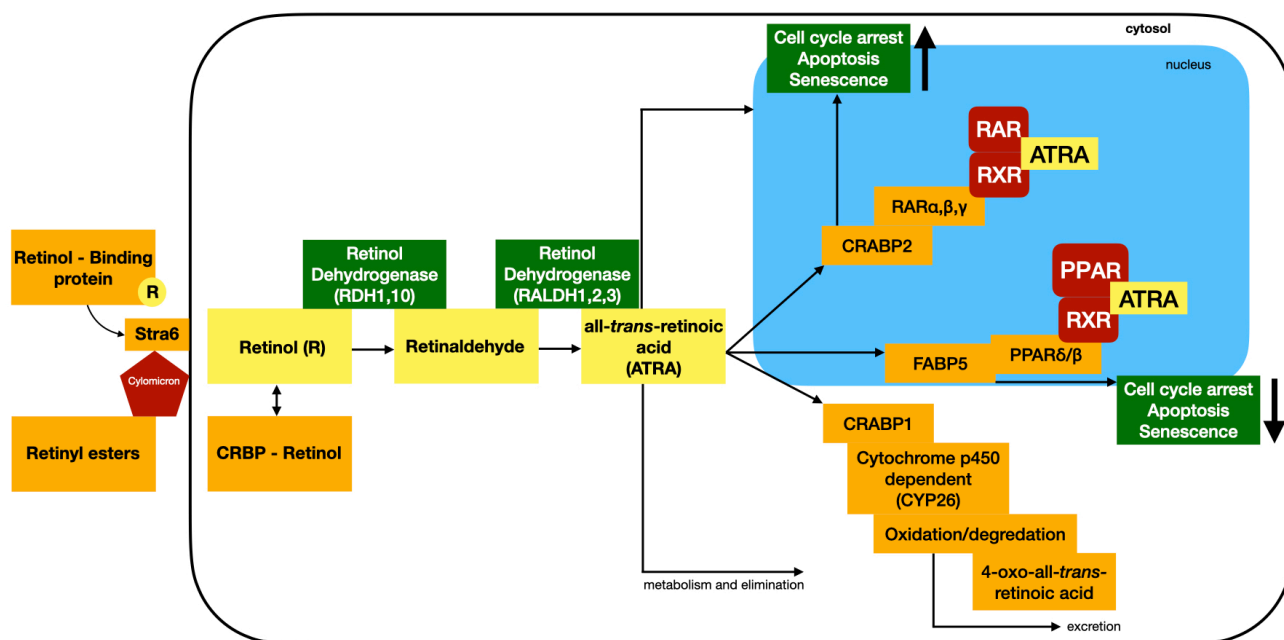 cytosol
nucleus
Cell cycle arrest
Apoptosis
Senescence
RAR
RXR
ATRA
RARα,β,γ
CRABP2
PPAR
RXR
ATRA
PPARδ/β
FABP5
Cell cycle arrest
Apoptosis
Senescence
Retinol - Binding
protein
R
Stra6
Cylomicron
Retinyl esters
Retinol
Dehydrogenase
(RDH1,10)
Retinol
Dehydrogenase
(RALDH1,2,3)
Retinol (R)
Retinaldehyde
all-trans-retinoic
acid
(ATRA)
CRBP - Retinol
CRABP1
Cytochrome p450
dependent
(CYP26)
Oxidation/degredation
4-oxo-all-trans-
retinoic acid
metabolism and elimination
excretion